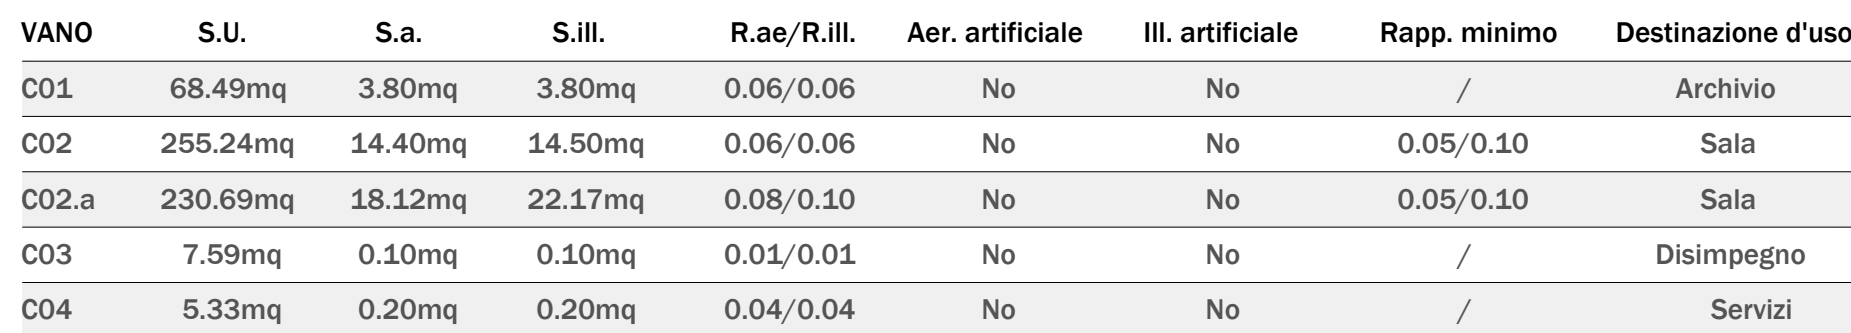 VANO S.U. S.a. S.ill. R.ae/R.ill. Aer. artificiale Ill. artificiale Rapp. minimo Destinazione d'uso
C01 68.49mq 3.80mq 3.80mq 0.06/0.06 No No / Archivio
C02 255.24mq 14.40mq 14.50mq 0.06/0.06 No No 0.05/0.10 Sala
C02.a 230.69mq 18.12mq 22.17mq 0.08/0.10 No No 0.05/0.10 Sala
C03 7.59mq 0.10mq 0.10mq 0.01/0.01 No No / Disimpegno
C04 5.33mq 0.20mq 0.20mq 0.04/0.04 No No / Servizi